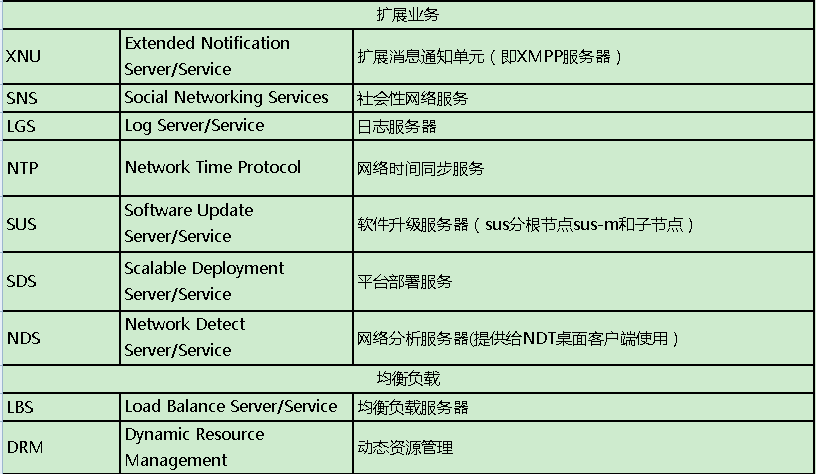 扩展业务
XNU Extended Notification Server/Service 扩展消息通知单元（即XMPP服务器）
SNS Social Networking Services 社会性网络服务
LGS Log Server/Service 日志服务器
NTP Network Time Protocol 网络时间同步服务
SUS Software Update Server/Service 软件升级服务器（sus分根节点sus-m和子节点）
SDS Scalable Deployment Server/Service 平台部署服务
NDS Network Detect Server/Service 网络分析服务器(提供给NDT桌面客户端使用）
均衡负载
LBS Load Balance Server/Service 均衡负载服务器
DRM Dynamic Resource Management 动态资源管理